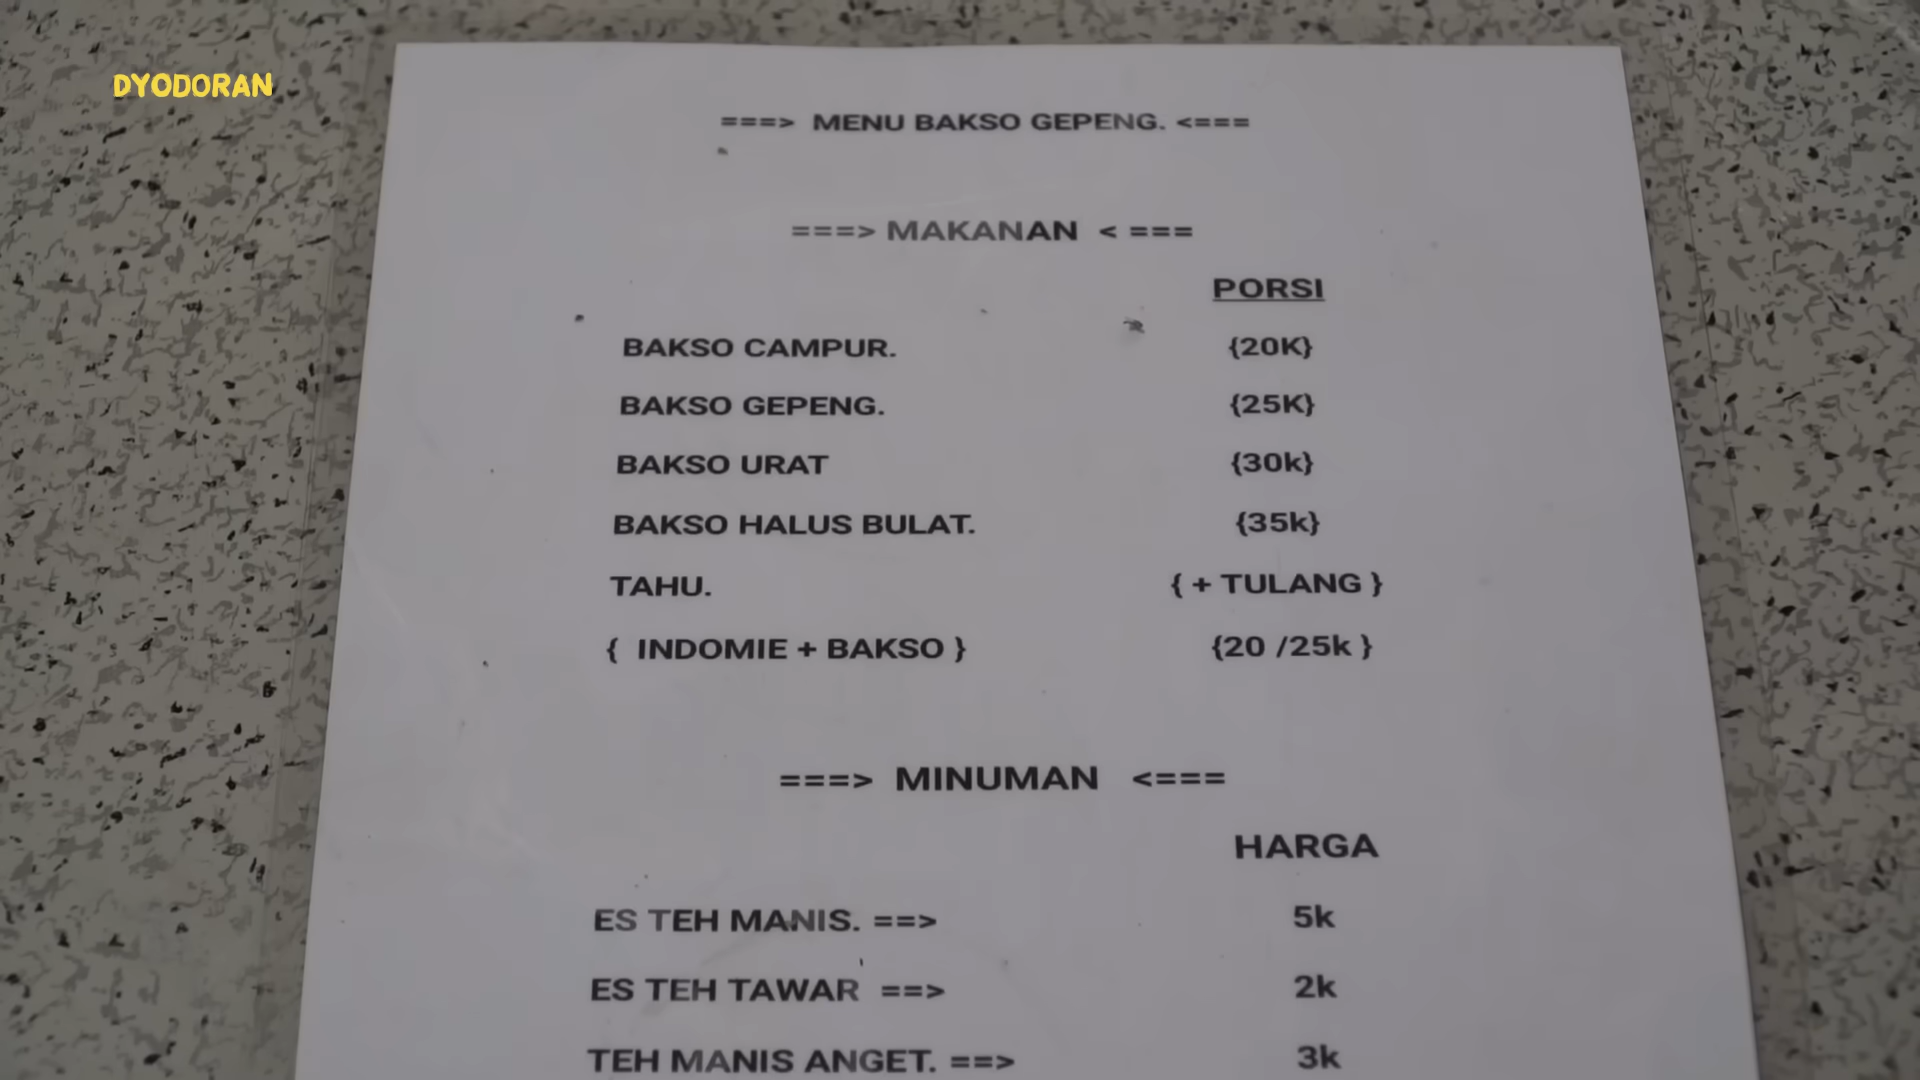 DYODORAN
===> MENU BAKSO GEPENG. <===
===> MAKANAN < ===
PORSI
BAKSO CAMPUR. {20K}
BAKSO GEPENG. {25K}
BAKSO URAT {30k}
BAKSO HALUS BULAT. {35k}
TAHU. { + TULANG }
{ INDOMIE + BAKSO } {20 /25k }
===> MINUMAN <===
HARGA
ES TEH MANIS. ==> 5k
ES TEH TAWAR ==> 2k
TEH MANIS ANGET. ==> 3k